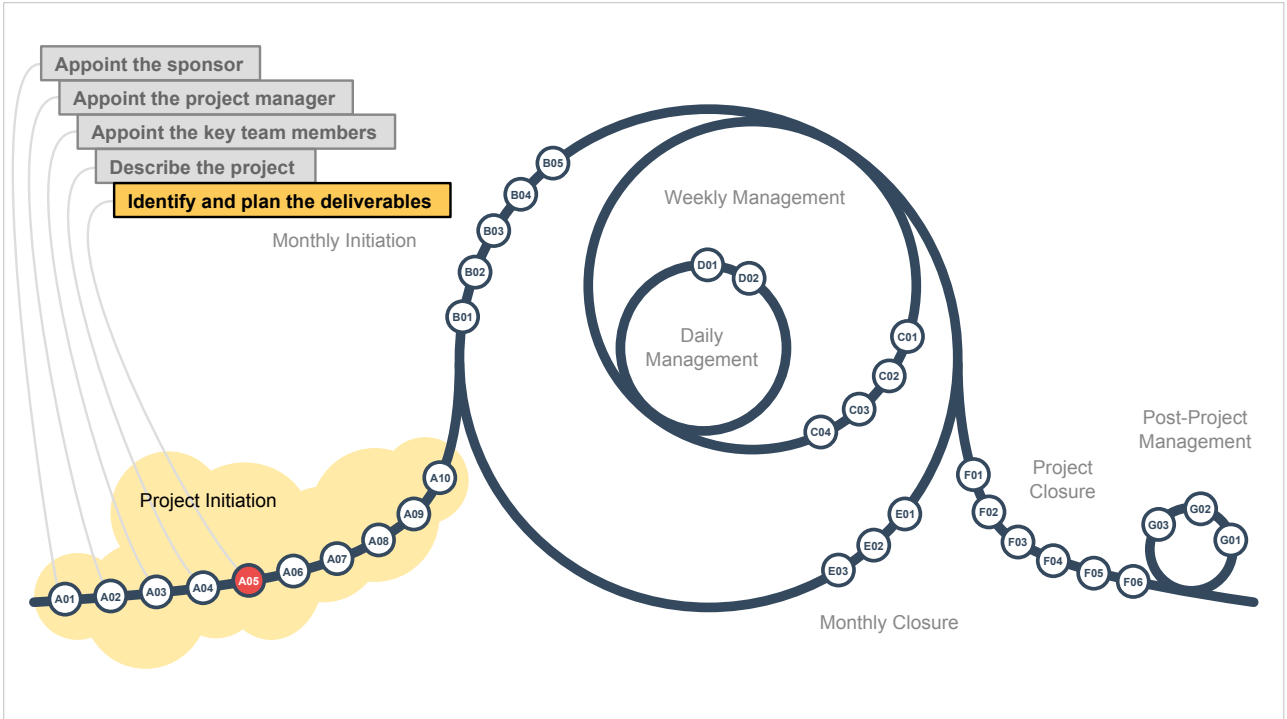 Appoint the sponsor
Appoint the project manager
Appoint the key team members
Describe the project
Identify and plan the deliverables
Monthly Initiation
B05
B04
B03
B02
B01
Weekly Management
D01
D02
Daily
Management
C01
C02
C03
C04
Project Initiation
A10
A09
A08
A07
A06
A05
A04
A03
A02
A01
E01
E02
E03
Monthly Closure
F01
F02
F03
F04
F05
F06
Project
Closure
Post-Project
Management
G03
G02
G01